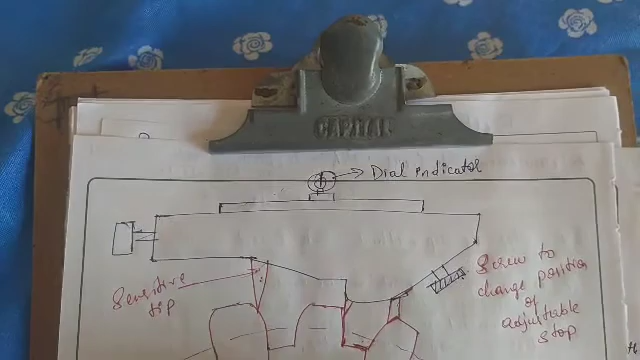 CAPITAL
Dial indicator
Sensitive
tip
Screw to
change position
of
adjustable
stop